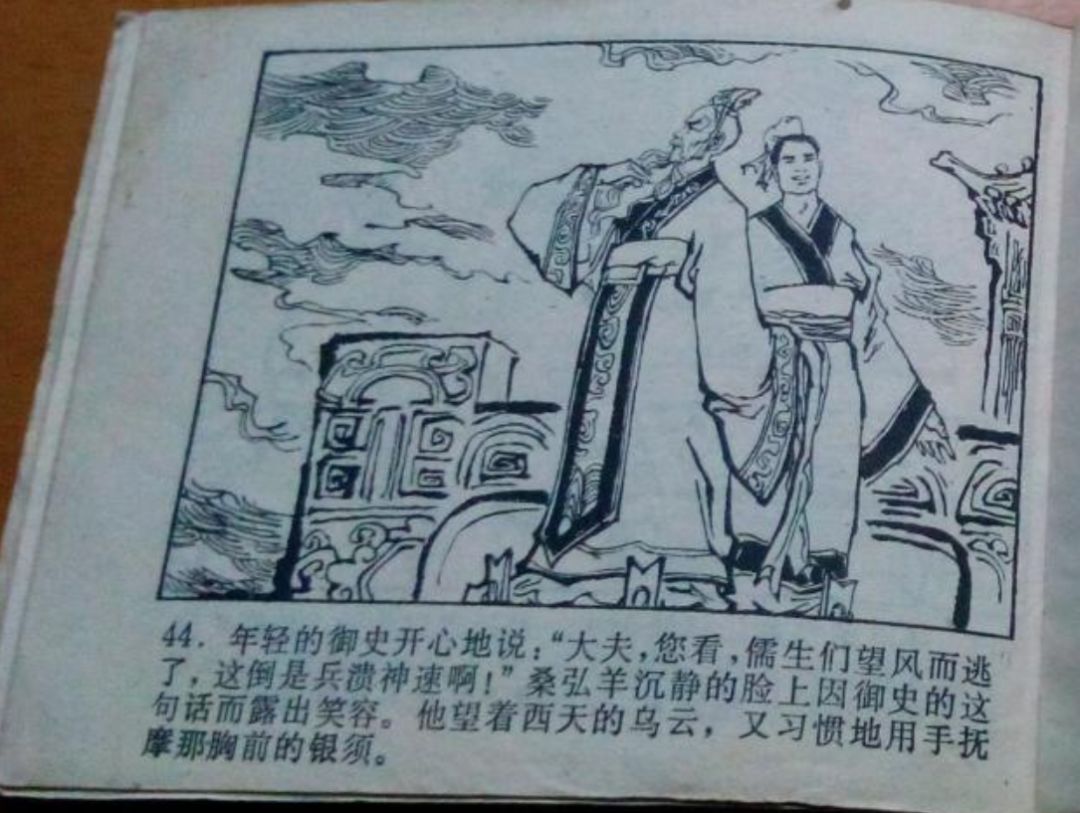 44. 年轻的御史开心地说：“大夫，您看，儒生们望风而逃
了，这倒是兵溃神速啊！”桑弘羊沉静的脸上因御史的这
句话而露出笑容。他望着西天的乌云，又习惯地用手抚
摩那胸前的银须。